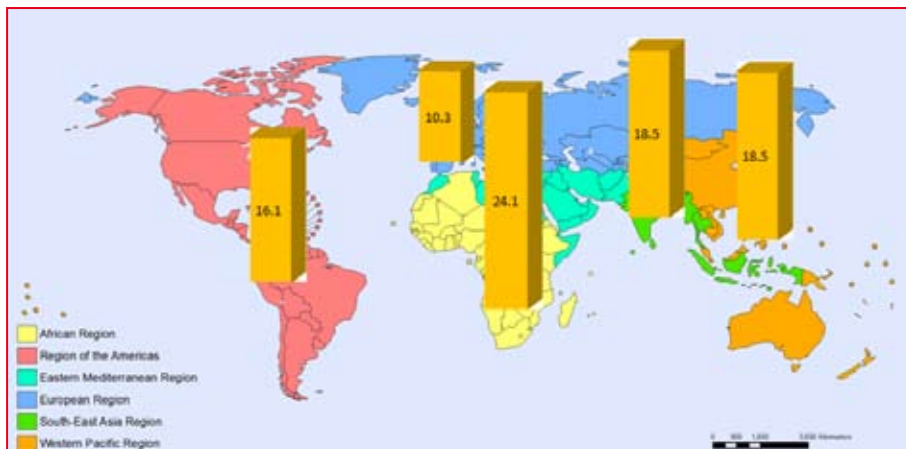 10.3
18.5
18.5
16.1
24.1
African Region
Region of the Americas
Eastern Mediterranean Region
European Region
South-East Asia Region
Western Pacific Region